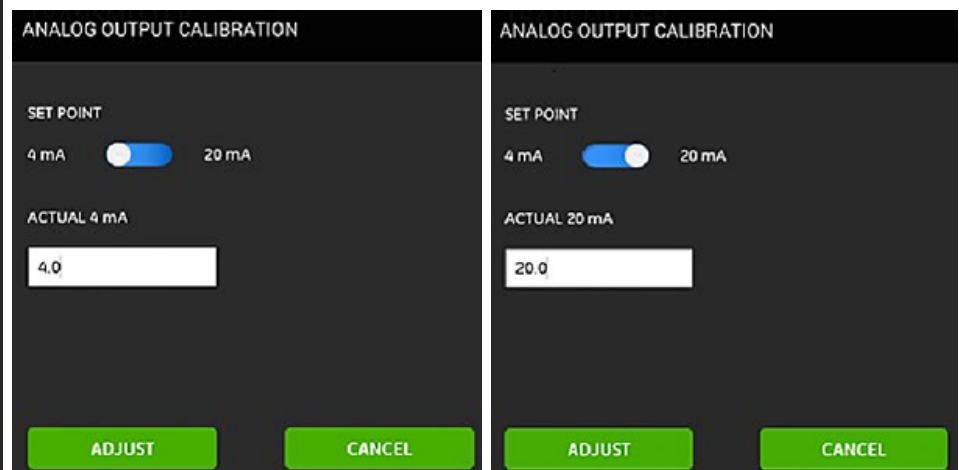 ANALOG OUTPUT CALIBRATION
SET POINT
4 mA 20 mA
ACTUAL 4 mA
4.0
ADJUST CANCEL
ANALOG OUTPUT CALIBRATION
SET POINT
4 mA 20 mA
ACTUAL 20 mA
20.0
ADJUST CANCEL